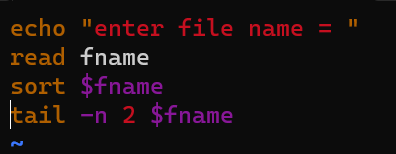 echo "enter file name = "
read fname
sort $fname
tail -n 2 $fname
~